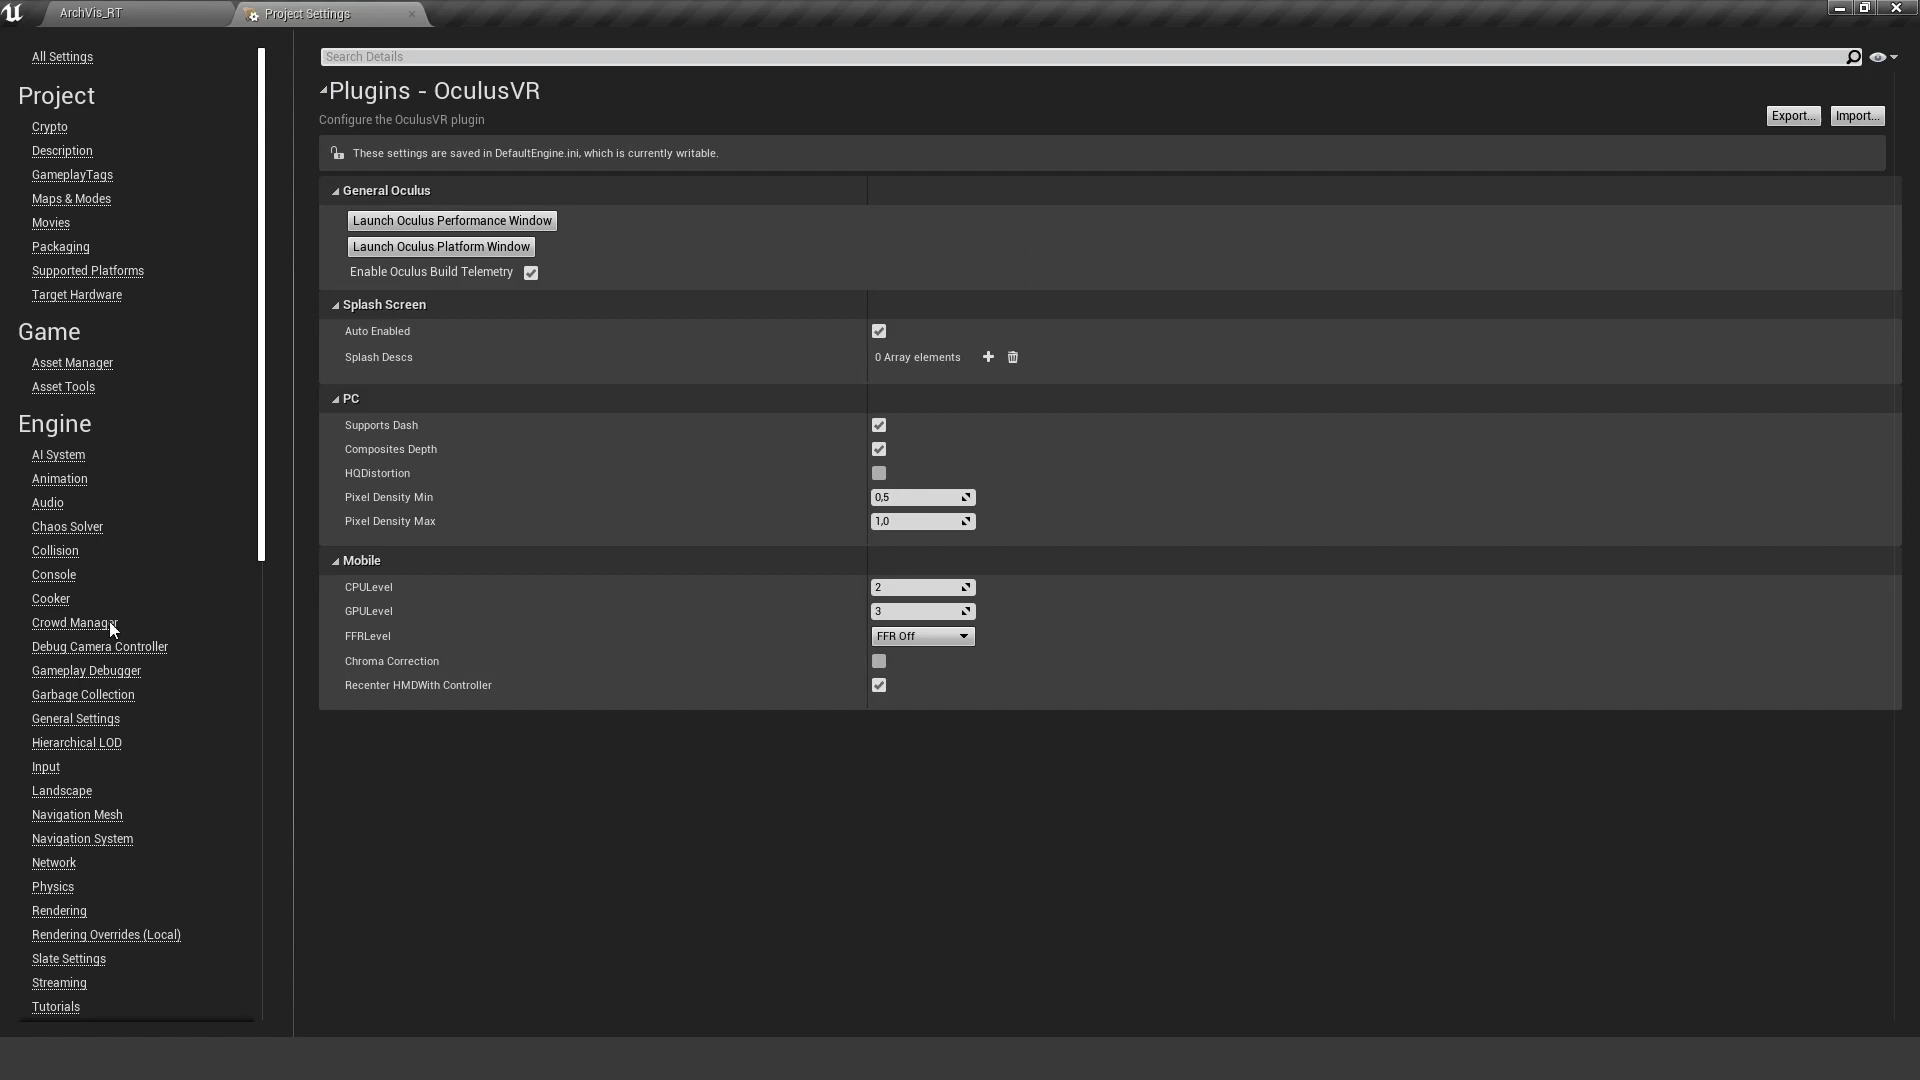 ArchVis_RT
Project Settings
All Settings
Project
Crypto
Description
GameplayTags
Maps & Modes
Movies
Packaging
Supported Platforms
Target Hardware
Game
Asset Manager
Asset Tools
Engine
AI System
Animation
Audio
Chaos Solver
Collision
Console
Cooker
Crowd Manager
Debug Camera Controller
Gameplay Debugger
Garbage Collection
General Settings
Hierarchical LOD
Input
Landscape
Navigation Mesh
Navigation System
Network
Physics
Rendering
Rendering Overrides (Local)
Slate Settings
Streaming
Tutorials
Search Details
Plugins - OculusVR
Configure the OculusVR plugin
Export...
Import...
These settings are saved in DefaultEngine.ini, which is currently writable.
General Oculus
Launch Oculus Performance Window
Launch Oculus Platform Window
Enable Oculus Build Telemetry
Splash Screen
Auto Enabled
Splash Descs 0 Array elements
PC
Supports Dash
Composites Depth
HQDistortion
Pixel Density Min 0,5
Pixel Density Max 1,0
Mobile
CPULevel 2
GPULevel 3
FFRLevel FFR Off
Chroma Correction
Recenter HMDWith Controller